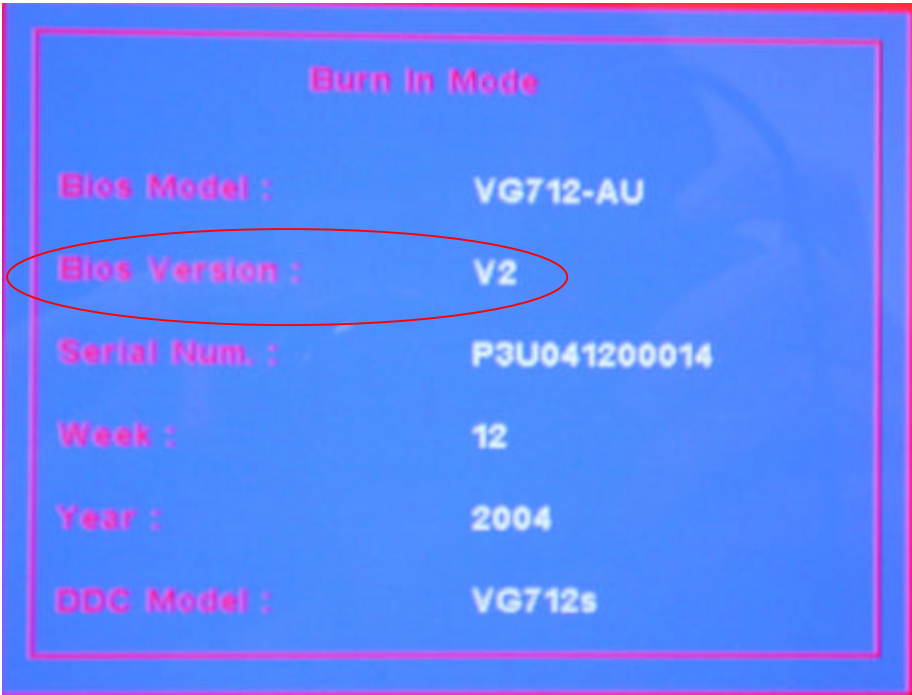 Burn In Mode
Bios Model : VG712-AU
Bios Version : V2
Serial Num. : P3U041200014
Week : 12
Year : 2004
DDC Model : VG712s